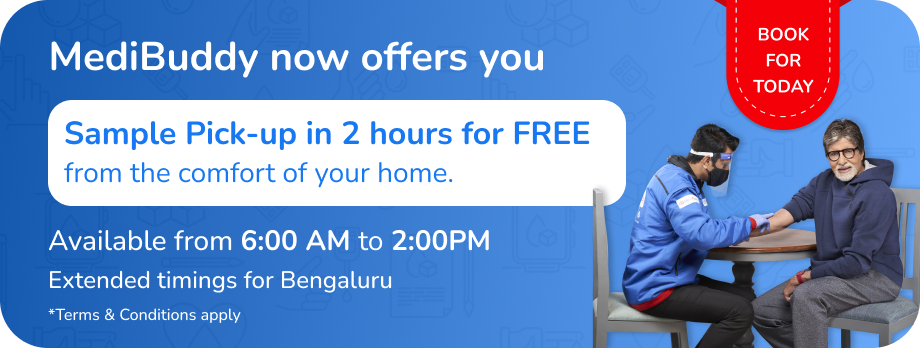 MediBuddy now offers you
BOOK
FOR
TODAY
Sample Pick-up in 2 hours for FREE
from the comfort of your home.
Available from 6:00 AM to 2:00PM
Extended timings for Bengaluru
*Terms & Conditions apply